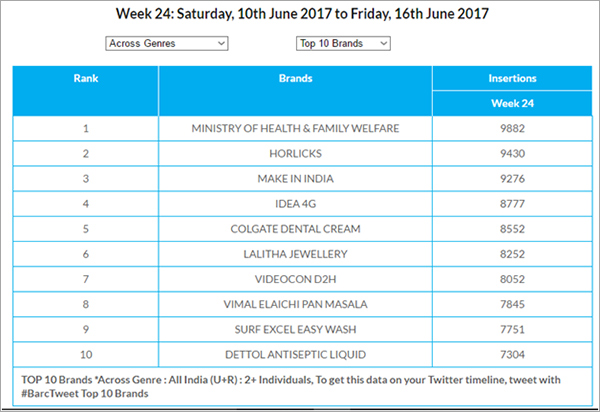 Week 24: Saturday, 10th June 2017 to Friday, 16th June 2017
Across Genres Top 10 Brands
Rank Brands Insertions
Week 24
1 MINISTRY OF HEALTH & FAMILY WELFARE 9882
2 HORLICKS 9430
3 MAKE IN INDIA 9276
4 IDEA 4G 8777
5 COLGATE DENTAL CREAM 8552
6 LALITHA JEWELLERY 8252
7 VIDEOCON D2H 8052
8 VIMAL ELAICHI PAN MASALA 7845
9 SURF EXCEL EASY WASH 7751
10 DETTOL ANTISEPTIC LIQUID 7304
TOP 10 Brands *Across Genre : All India (U+R) : 2+ Individuals, To get this data on your Twitter timeline, tweet with
#BarcTweet Top 10 Brands